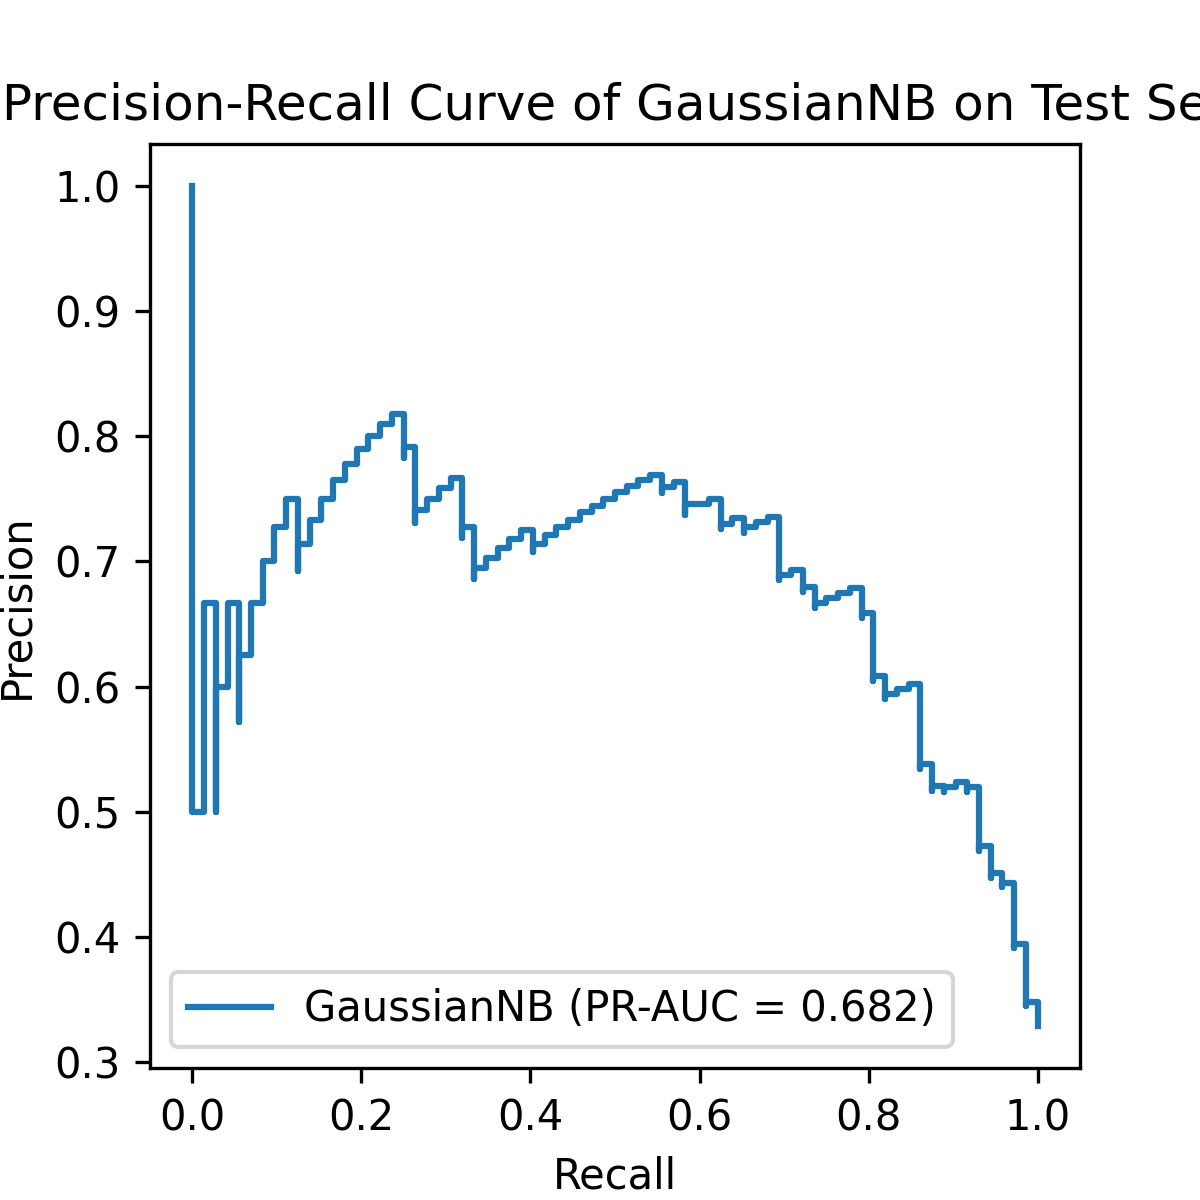 Precision-Recall Curve of GaussianNB on Test Se
1.0
0.9
0.8
0.7
0.6
0.5
0.4
0.3
Precision
GaussianNB (PR-AUC = 0.682)
0.0 0.2 0.4 0.6 0.8 1.0
Recall